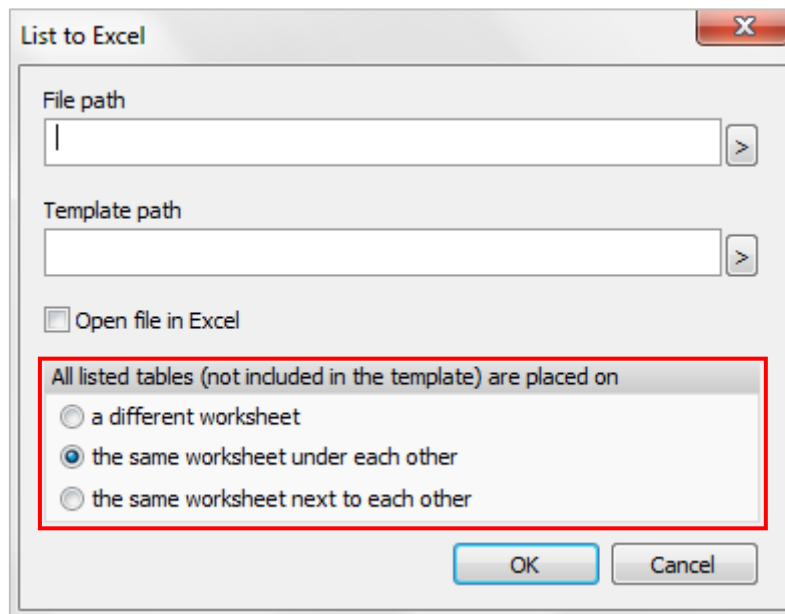 List to Excel
File path
>
Template path
>
Open file in Excel
All listed tables (not included in the template) are placed on
a different worksheet
the same worksheet under each other
the same worksheet next to each other
OK Cancel